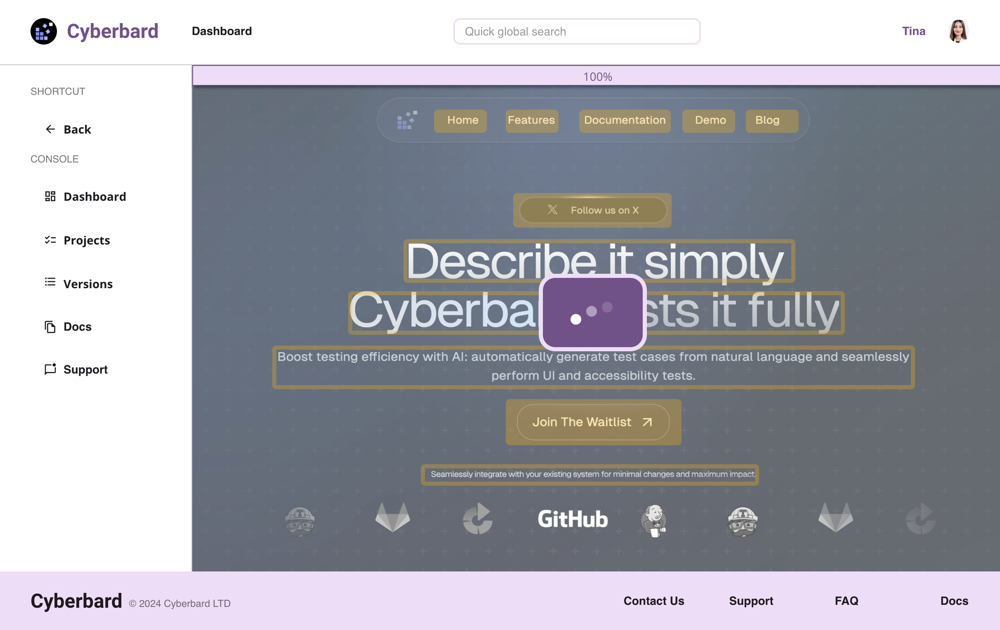 Cyberbard
Dashboard
Quick global search
Tina
SHORTCUT
Back
CONSOLE
Dashboard
Projects
Versions
Docs
Support
100%
Home
Features
Documentation
Demo
Blog
Follow us on X
Describe it simply
it fully
Boost testing efficiency with AI: automatically generate test cases from natural language and seamlessly
perform UI and accessibility tests.
Join The Waitlist
Seamlessly integrate with your existing system for minimal changes and maximum impact.
T
GitHub
T
Cyberbard
© 2024 Cyberbard LTD
Contact Us
Support
FAQ
Docs